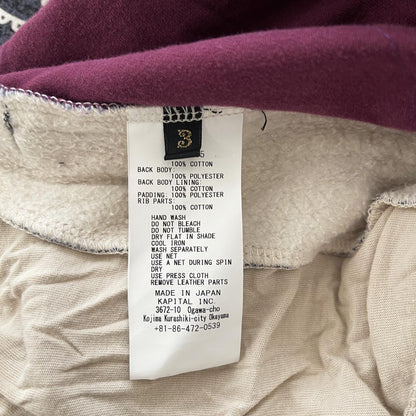 3
5
100% COTTON
BACK BODY:
100% POLYESTER
BACK BODY LINING:
100% COTTON
PADDING: 100% POLYESTER
RIB PARTS:
100% COTTON
HAND WASH
DO NOT BLEACH
DO NOT TUMBLE
DRY FLAT IN SHADE
COOL IRON
WASH SEPARATELY
USE NET
USE A NET DURING SPIN
DRY
USE PRESS CLOTH
REMOVE LEATHER PARTS
MADE IN JAPAN
KAPITAL INC.
3672-10 Ogawa-cho
Kojima Kurashiki-city Okayama
+81-86-472-0539